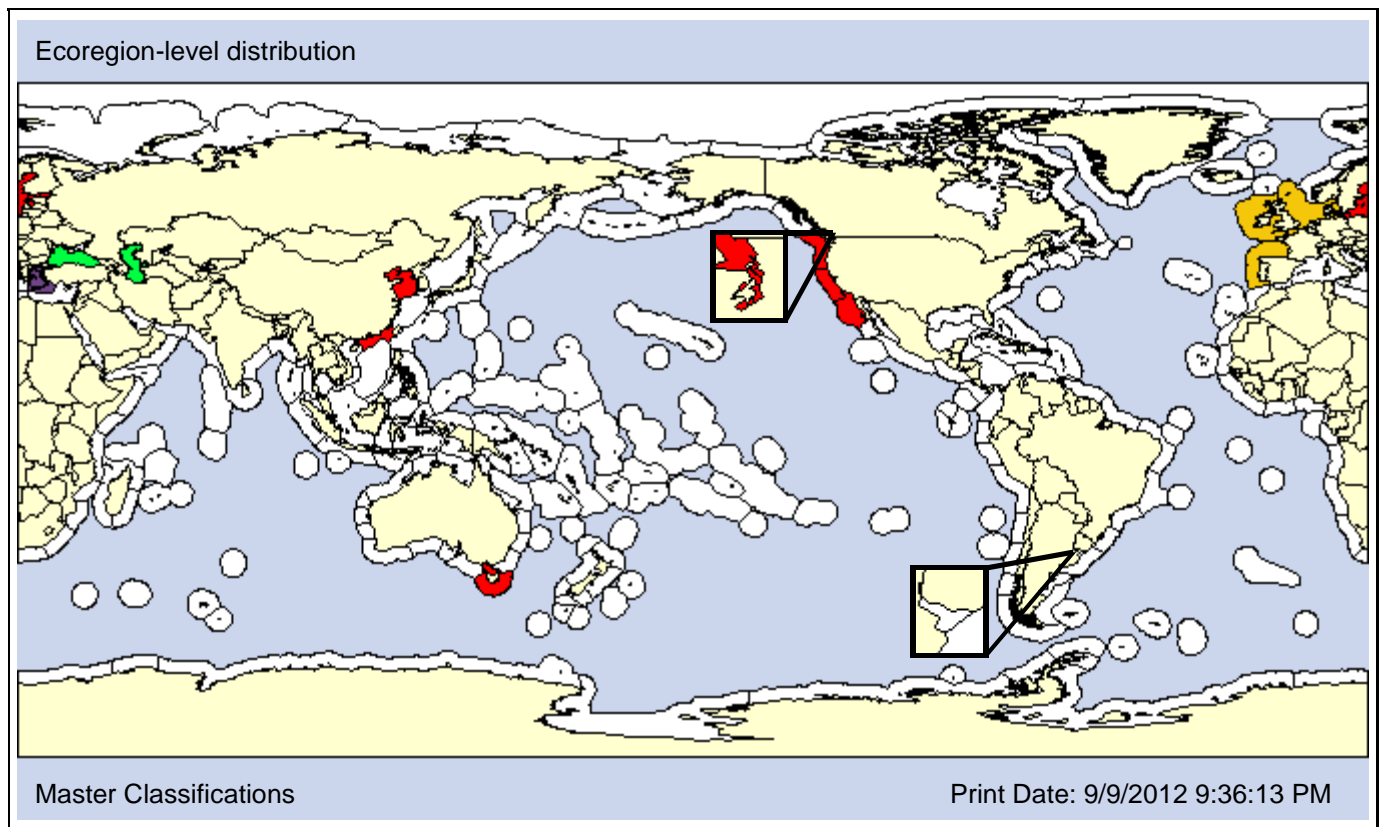 Ecoregion-level distribution
Master Classifications
Print Date: 9/9/2012 9:36:13 PM